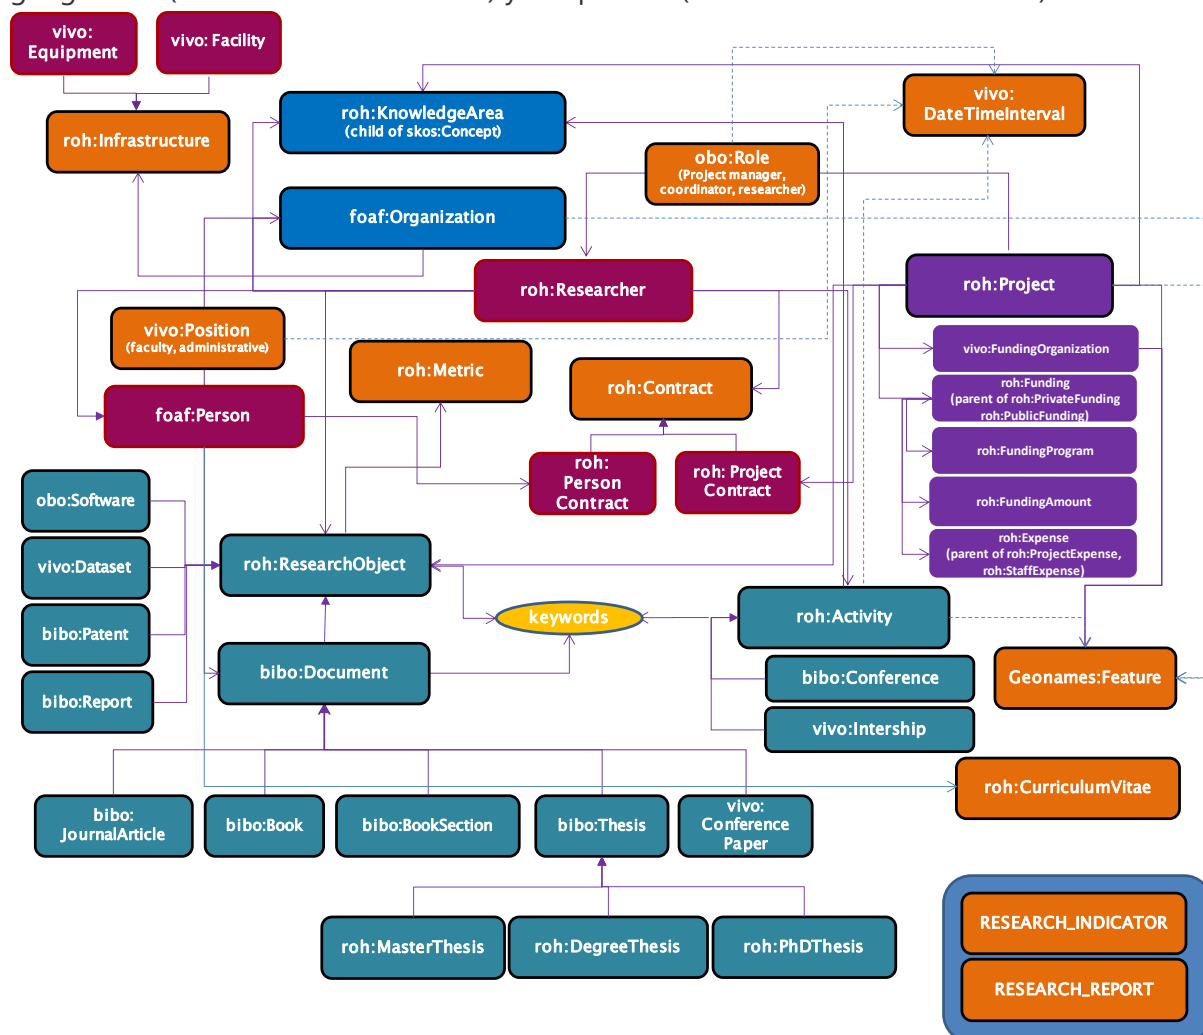 vivo:
Equipment
vivo: Facility
roh:Infrastructure
roh:KnowledgeArea
(child of skos:Concept)
vivo:
DateTimeInterval
obo:Role
(Project manager,
coordinator, researcher)
foaf:Organization
roh:Researcher
roh:Project
vivo:Position
(faculty, administrative)
roh:Metric
roh:Contract
vivo:FundingOrganization
roh:Funding
(parent of roh:PrivateFunding
roh:PublicFunding)
foaf:Person
roh:FundingProgram
roh:
Person
Contract
roh: Project
Contract
obo:Software
roh:FundingAmount
roh:Expense
(parent of roh:ProjectExpense,
roh:StaffExpense)
vivo:Dataset
roh:ResearchObject
keywords
roh:Activity
bibo:Patent
bibo:Document
bibo:Conference
Geonames:Feature
bibo:Report
vivo:Intership
roh:CurriculumVitae
bibo:
JournalArticle
bibo:Book
bibo:BookSection
bibo:Thesis
vivo:
Conference
Paper
roh:MasterThesis
roh:DegreeThesis
roh:PhDThesis
RESEARCH_INDICATOR
RESEARCH_REPORT